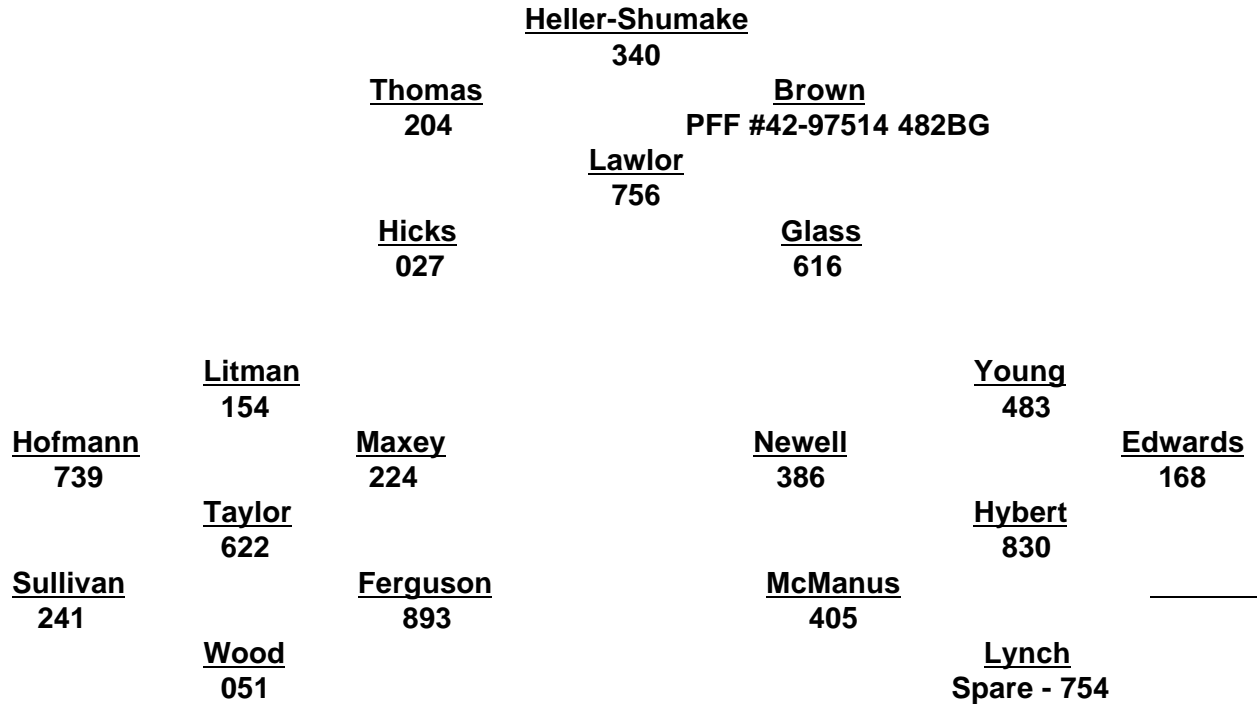 Heller-Shumake
340
Thomas Brown
204 PFF #42-97514 482BG
Lawlor
756
Hicks Glass
027 616
Litman Young
154 483
Hofmann Maxey Newell Edwards
739 224 386 168
Taylor Hybert
622 830
Sullivan Ferguson McManus
241 893 405
Wood Lynch
051 Spare - 754